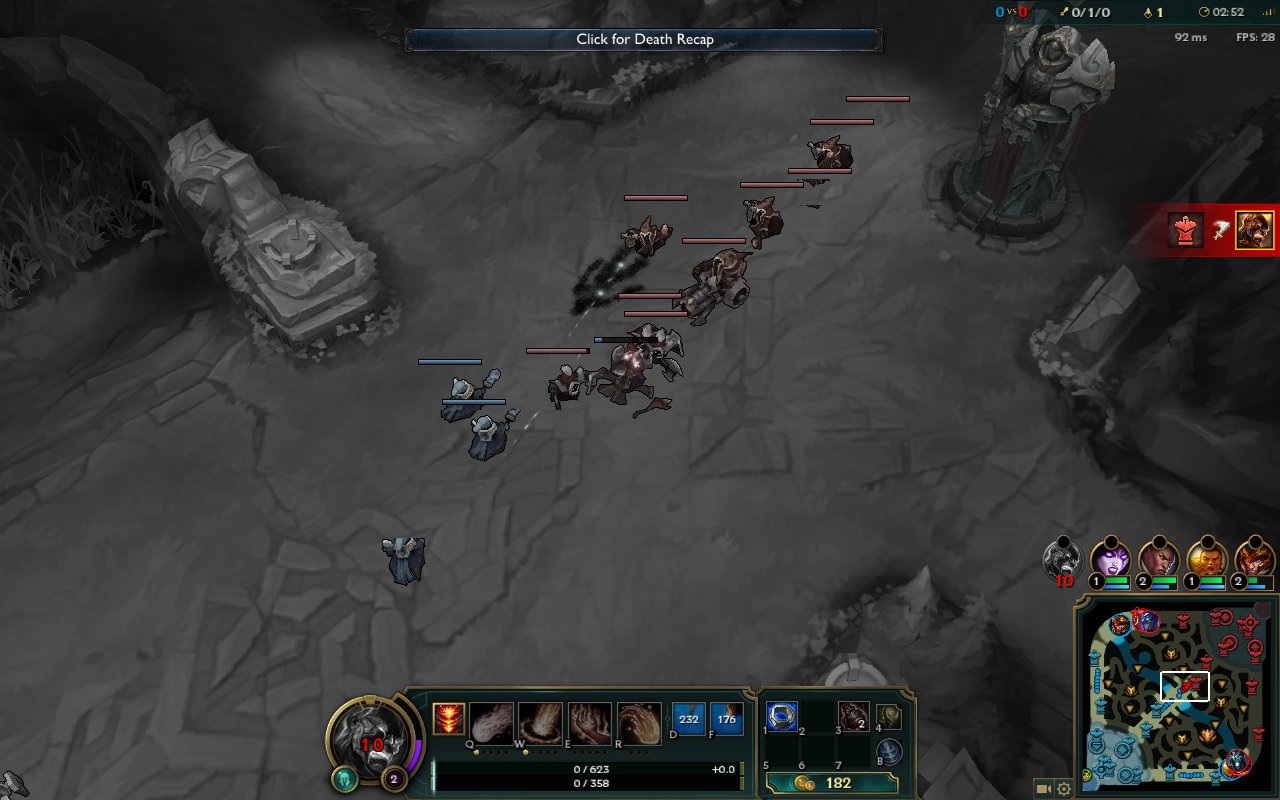 0 vs 0 0/1/0 1 02:52
Click for Death Recap
92 ms FPS: 28
10 1 2 1 2
232 176
Q W E R D F
1 2 3 2 4
5 6 7 B
10
2
0 / 623 +0.0
0 / 358
182